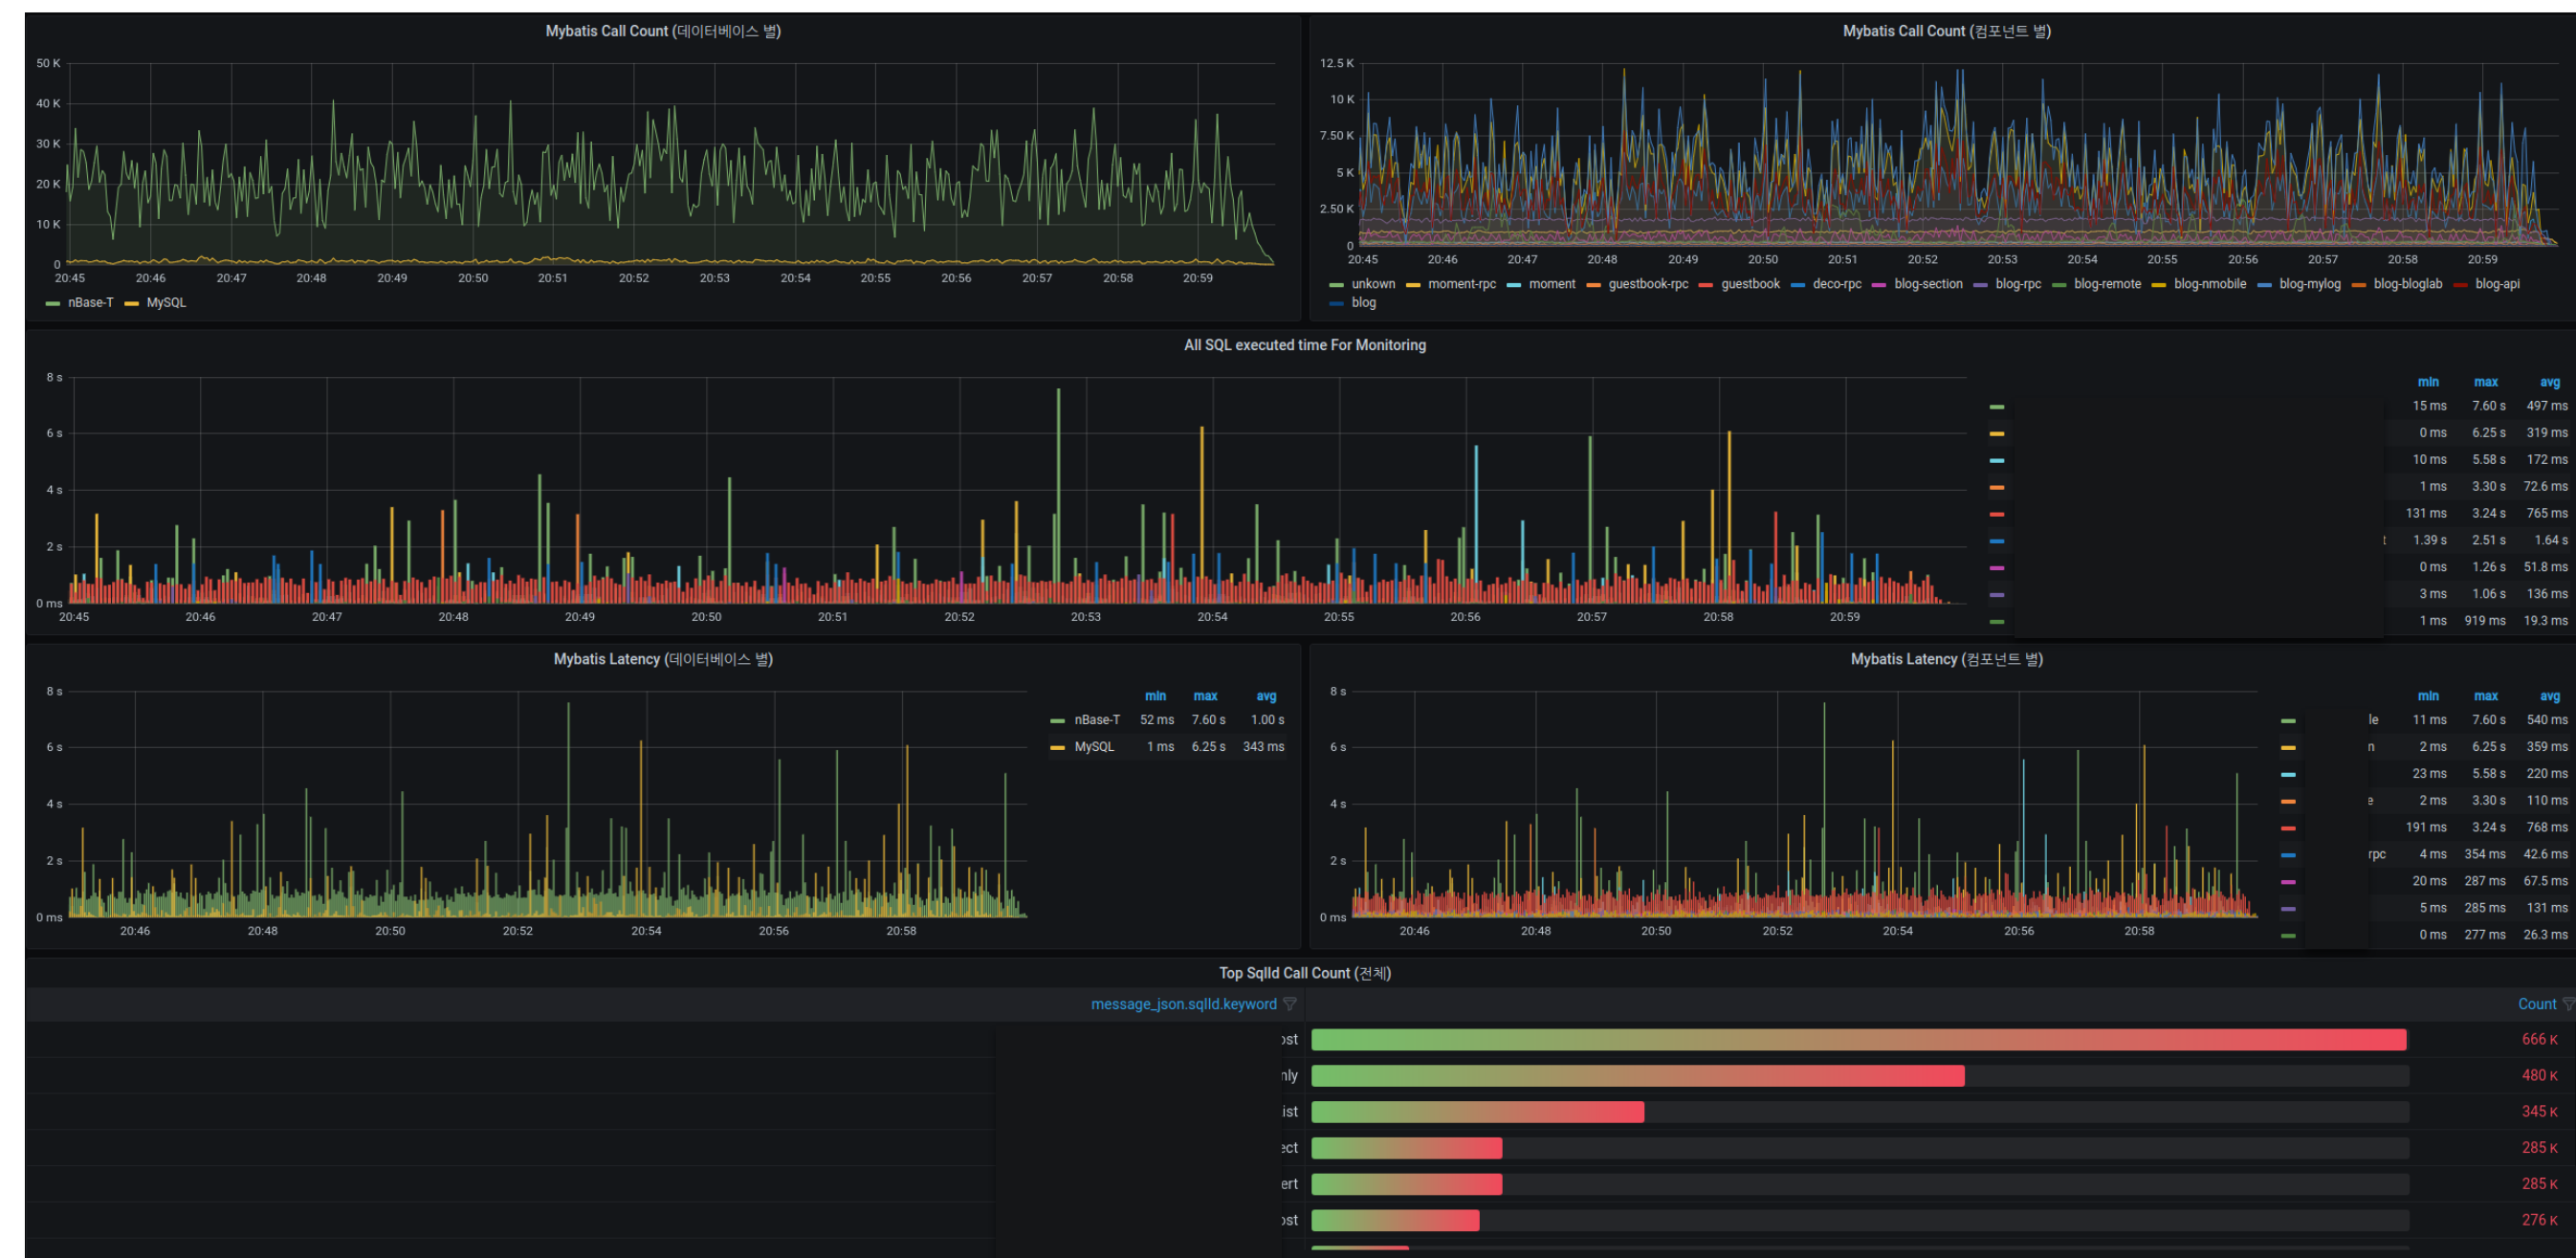 Mybatis Call Count (데이터베이스 별)
50 K
40 K
30 K
20 K
10 K
0
20:45 20:46 20:47 20:48 20:49 20:50 20:51 20:52 20:53 20:54 20:55 20:56 20:57 20:58 20:59
nBase-T MySQL
Mybatis Call Count (컴포넌트 별)
12.5 K
10 K
7.50 K
5 K
2.50 K
0
20:45 20:46 20:47 20:48 20:49 20:50 20:51 20:52 20:53 20:54 20:55 20:56 20:57 20:58 20:59
unkown moment-rpc moment guestbook-rpc guestbook deco-rpc blog-section blog-rpc blog-remote blog-nmobile blog-mylog blog-bloglab blog-api
blog
All SQL executed time For Monitoring
8 s
6 s
4 s
2 s
0 ms
20:45 20:46 20:47 20:48 20:49 20:50 20:51 20:52 20:53 20:54 20:55 20:56 20:57 20:58 20:59
min max avg
15 ms 7.60 s 497 ms
0 ms 6.25 s 319 ms
10 ms 5.58 s 172 ms
1 ms 3.30 s 72.6 ms
131 ms 3.24 s 765 ms
t 1.39 s 2.51 s 1.64 s
0 ms 1.26 s 51.8 ms
3 ms 1.06 s 136 ms
1 ms 919 ms 19.3 ms
Mybatis Latency (데이터베이스 별)
8 s
6 s
4 s
2 s
0 ms
20:46 20:48 20:50 20:52 20:54 20:56 20:58
min max avg
nBase-T 52 ms 7.60 s 1.00 s
MySQL 1 ms 6.25 s 343 ms
Mybatis Latency (컴포넌트 별)
8 s
6 s
4 s
2 s
0 ms
20:46 20:48 20:50 20:52 20:54 20:56 20:58
min max avg
le 11 ms 7.60 s 540 ms
n 2 ms 6.25 s 359 ms
23 ms 5.58 s 220 ms
e 2 ms 3.30 s 110 ms
191 ms 3.24 s 768 ms
rpc 4 ms 354 ms 42.6 ms
20 ms 287 ms 67.5 ms
5 ms 285 ms 131 ms
0 ms 277 ms 26.3 ms
Top SqlId Call Count (전체)
message_json.sqlId.keyword Count
ost 666 K
nly 480 K
ist 345 K
ect 285 K
ert 285 K
ost 276 K